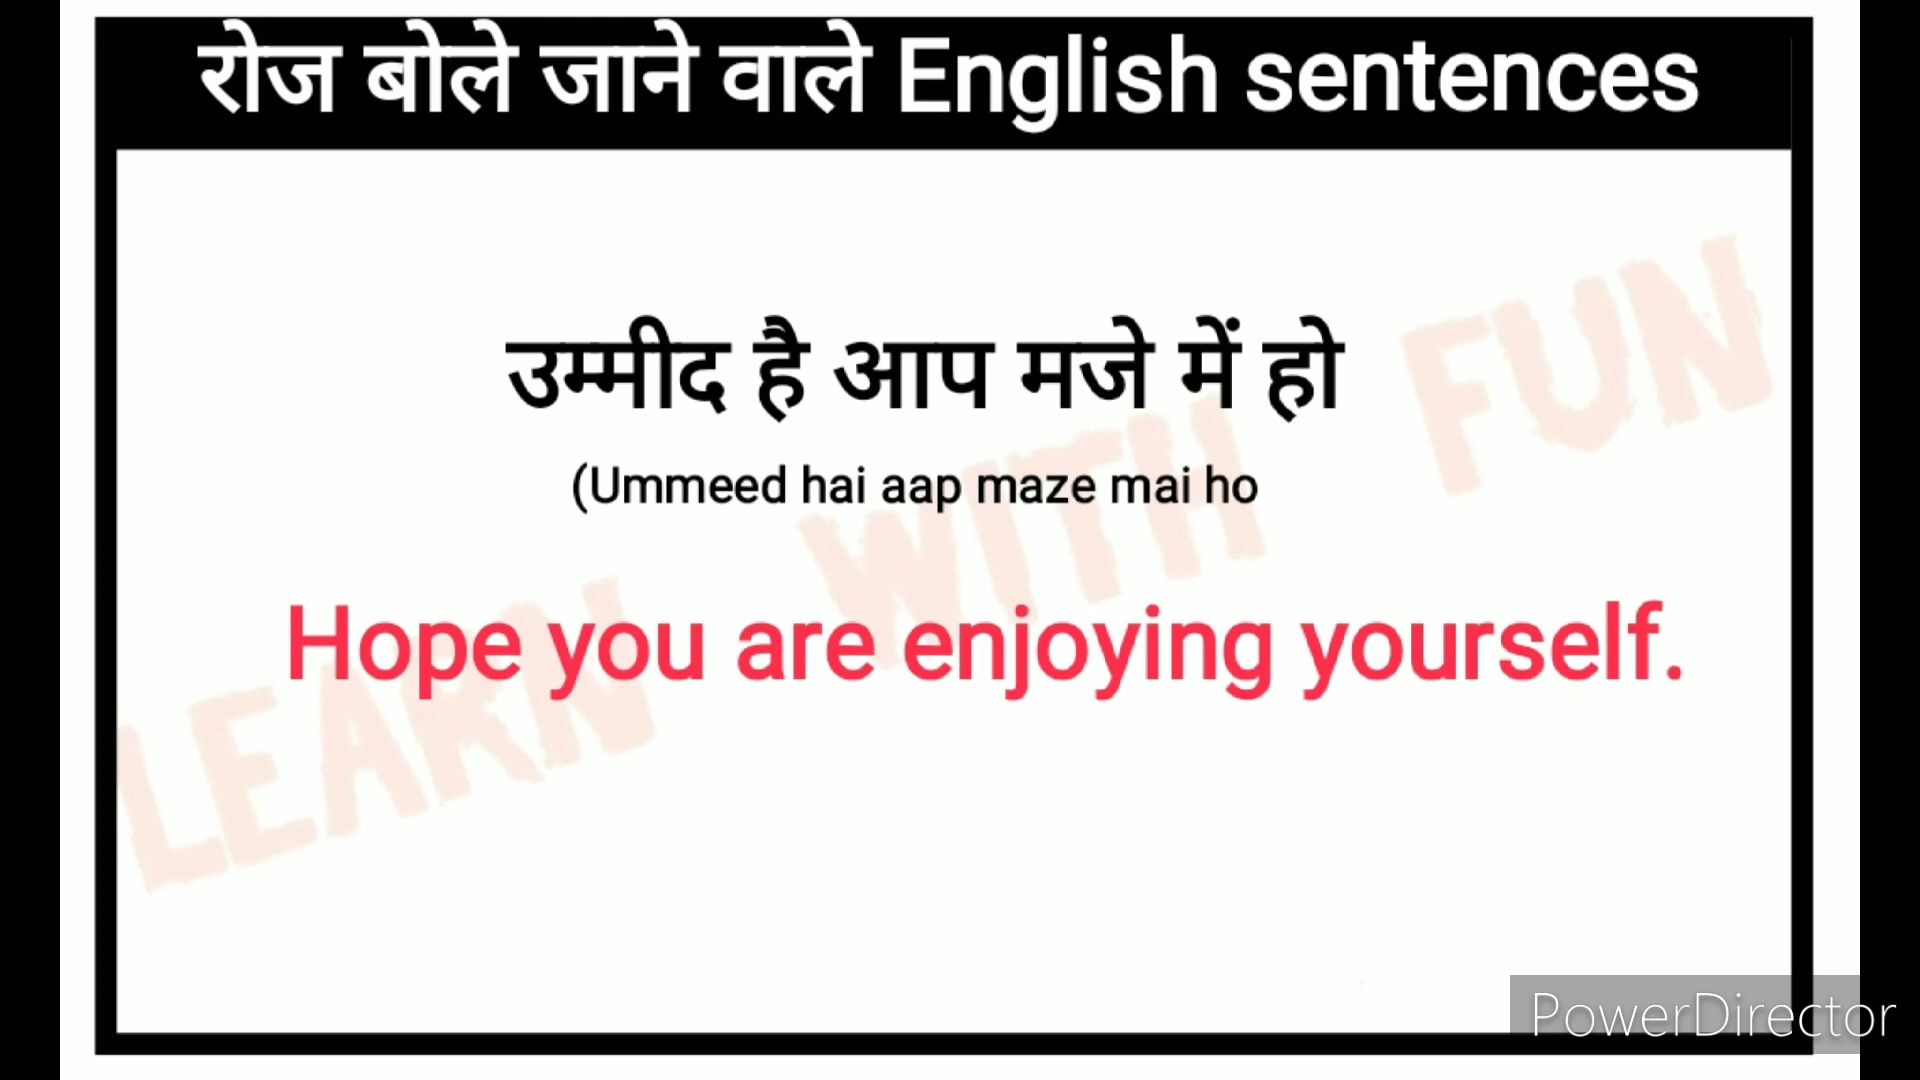 रोज बोले जाने वाले English sentences
उम्मीद है आप मजे में हो
(Ummeed hai aap maze mai ho
Hope you are enjoying yourself.
LEARN WITH FUN
PowerDirector